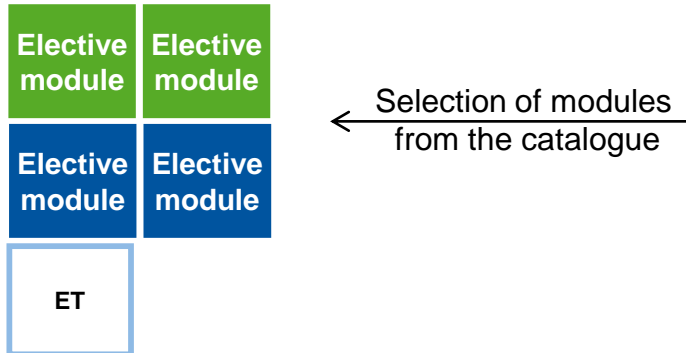 Elective Elective
module module
Selection of modules
from the catalogue
Elective Elective
module module
ET